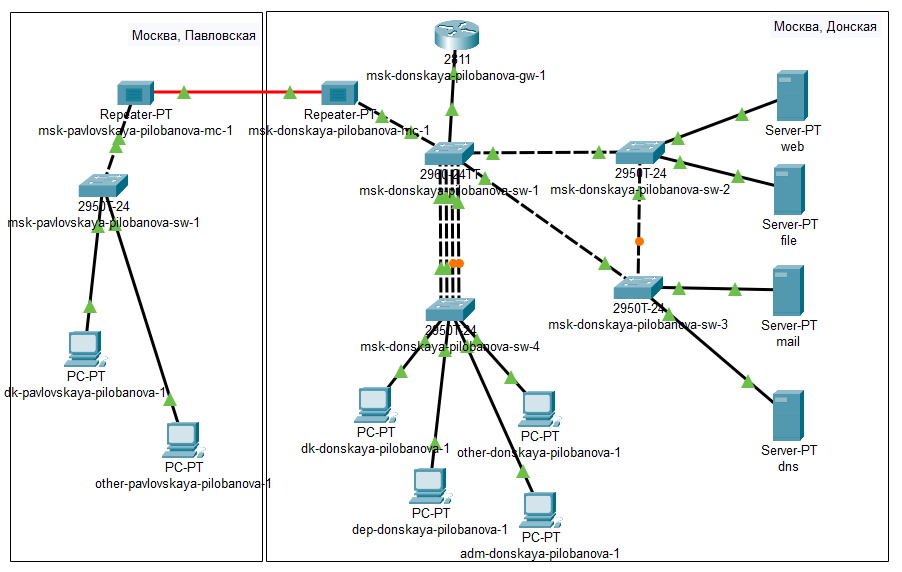 Москва, Павловская
Москва, Донская
2811
msk-donskaya-pilobanova-gw-1
Repeater-PT
msk-pavlovskaya-pilobanova-mc-1
Repeater-PT
msk-donskaya-pilobanova-mc-1
Server-PT
web
2960-24TT
msk-donskaya-pilobanova-sw-1
2950T-24
msk-donskaya-pilobanova-sw-2
2950T-24
msk-pavlovskaya-pilobanova-sw-1
Server-PT
file
2950T-24
msk-donskaya-pilobanova-sw-3
Server-PT
mail
2950T-24
msk-donskaya-pilobanova-sw-4
PC-PT
dk-pavlovskaya-pilobanova-1
PC-PT
dk-donskaya-pilobanova-1
PC-PT
other-donskaya-pilobanova-1
Server-PT
dns
PC-PT
other-pavlovskaya-pilobanova-1
PC-PT
dep-donskaya-pilobanova-1
PC-PT
adm-donskaya-pilobanova-1